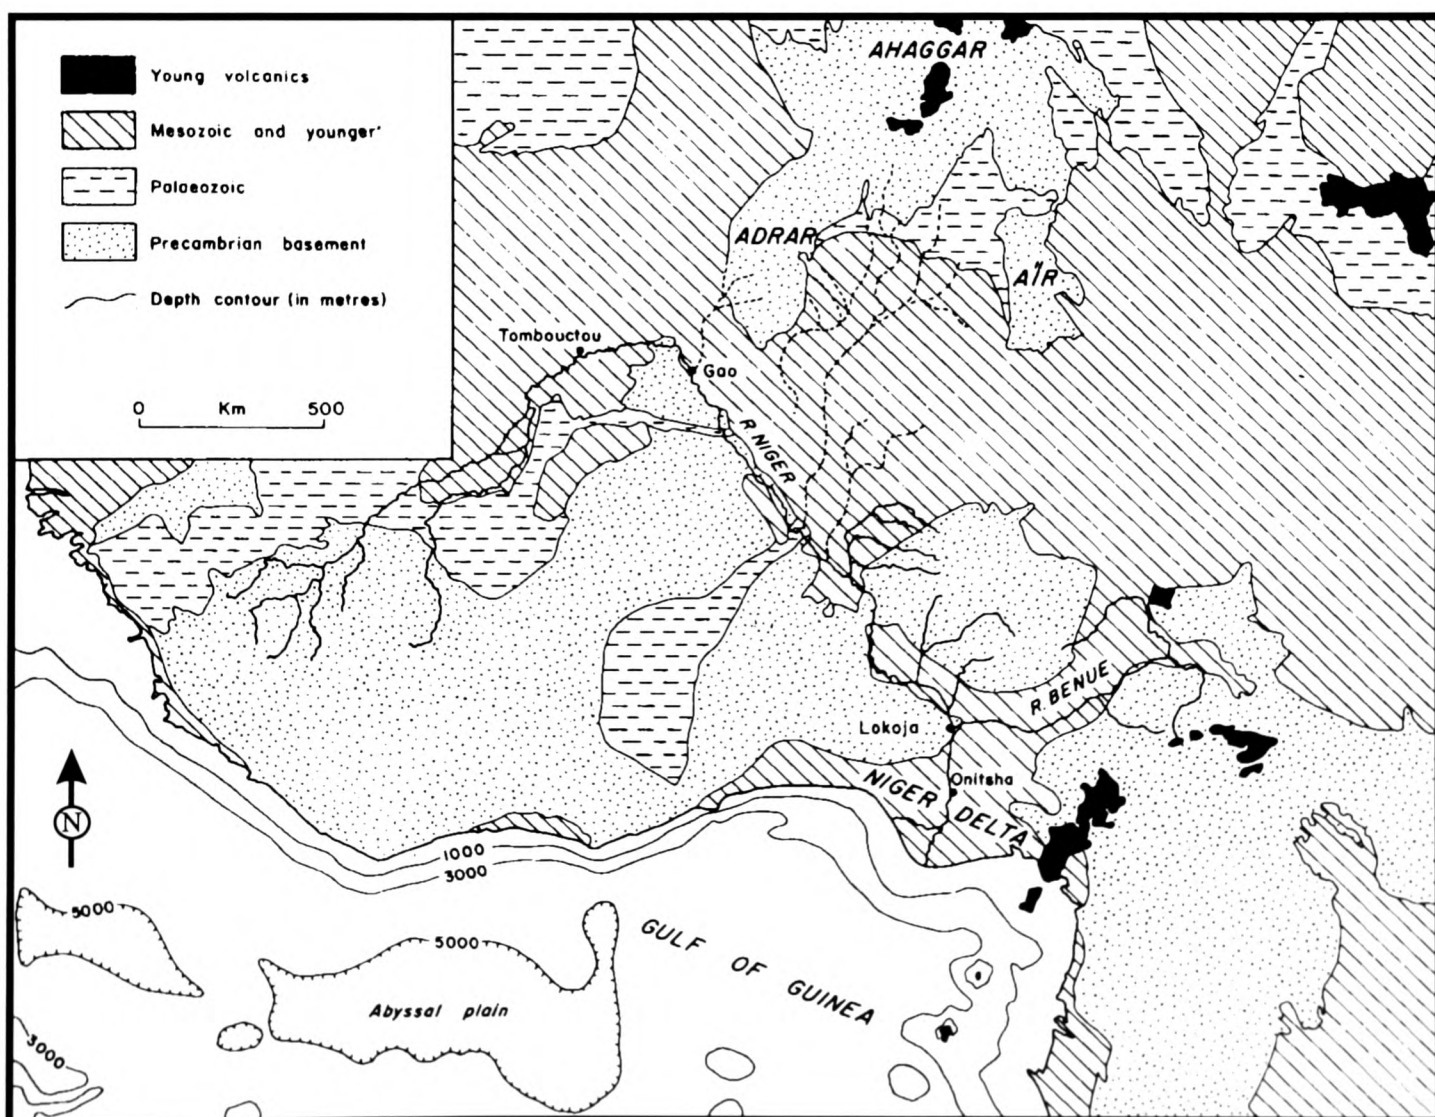 Young volcanics
Mesozoic and younger'
Palaeozoic
Precambrian basement
Depth contour (in metres)
0 Km 500
AHAGGAR
ADRAR
AÏR
Tombouctou
Gao
R. NIGER
R. BENUE
Lokoja
Onitsha
NIGER DELTA
N
1000
3000
5000
5000
GULF OF GUINEA
Abyssal plain
3000